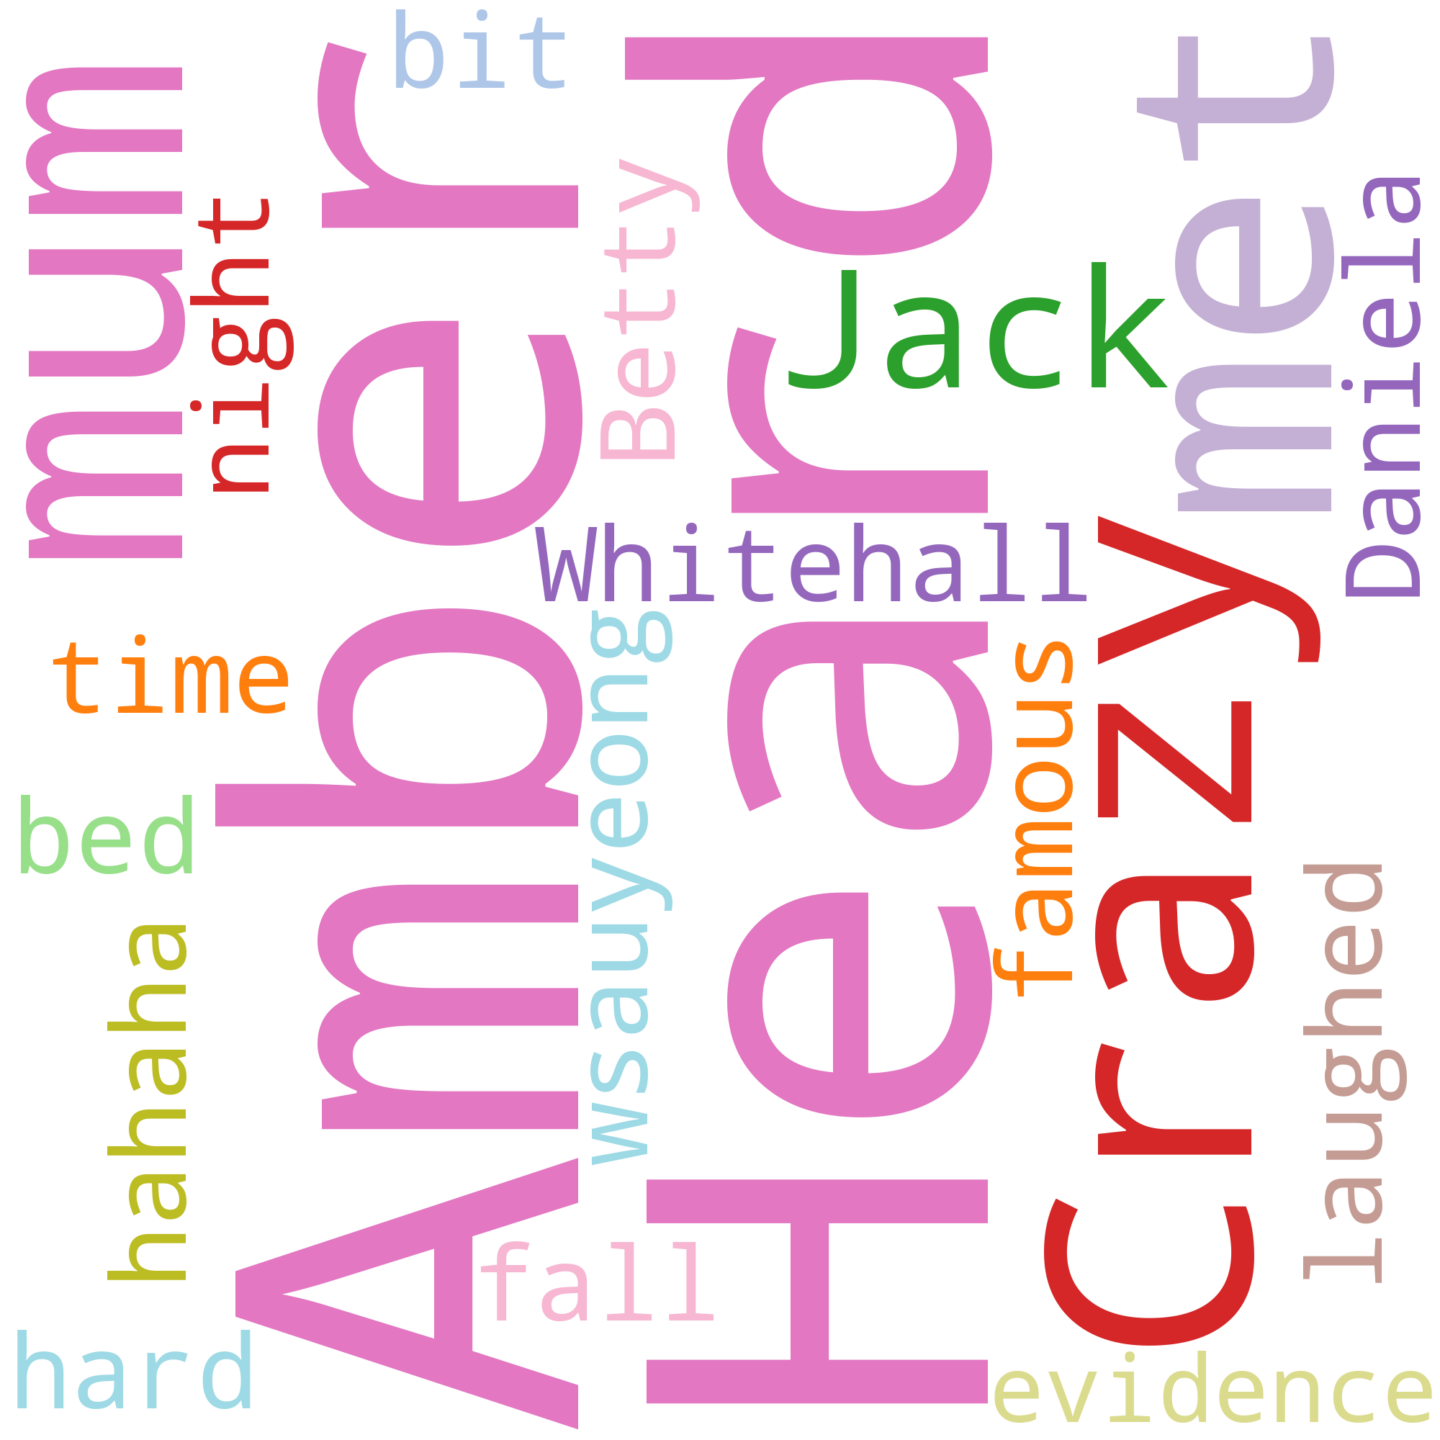 bit
mum
night
Amber
Betty
Heard
Jack
met
Daniela
Whitehall
time
wsauyeong
famous
Crazy
bed
hahaha
laughed
fall
hard
evidence